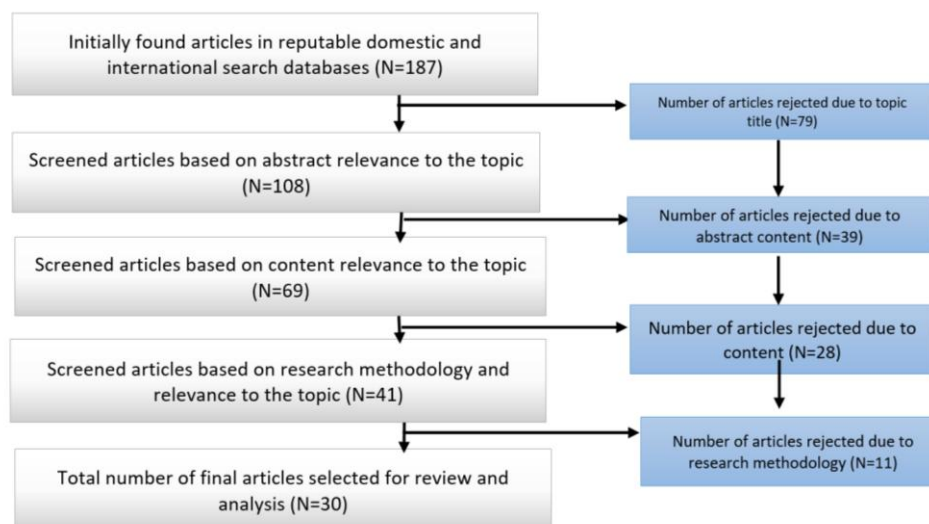 Initially found articles in reputable domestic and
international search databases (N=187)
Number of articles rejected due to topic
title (N=79)
Screened articles based on abstract relevance to the topic
(N=108)
Number of articles rejected due to
abstract content (N=39)
Screened articles based on content relevance to the topic
(N=69)
Number of articles rejected due to
content (N=28)
Screened articles based on research methodology and
relevance to the topic (N=41)
Number of articles rejected due to
research methodology (N=11)
Total number of final articles selected for review and
analysis (N=30)